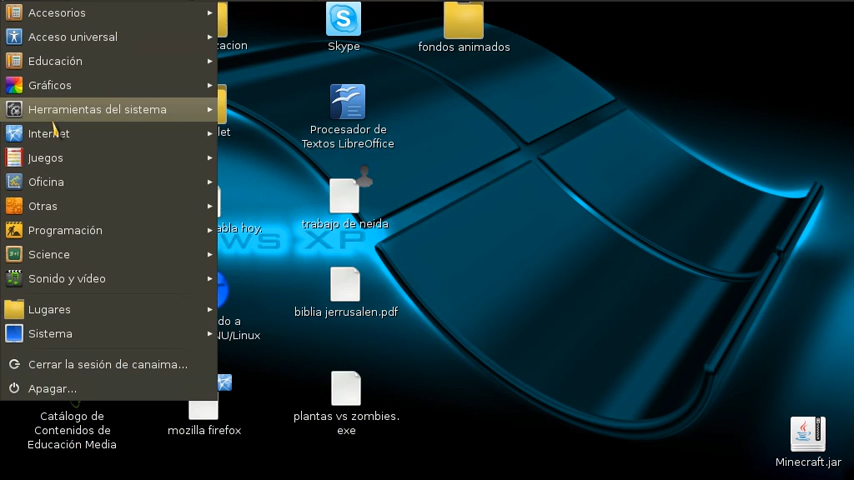 Accesorios
Acceso universal
Educación
Gráficos
Herramientas del sistema
Internet
Juegos
Oficina
Otras
Programación
Science
Sonido y vídeo
Lugares
Sistema
Cerrar la sesión de canaima...
Apagar...
Catálogo de
Contenidos de
Educación Media
mozilla firefox
Skype
Procesador de
Textos LibreOffice
trabajo de neida
biblia jerrusalen.pdf
plantas vs zombies.
exe
fondos animados
Minecraft.jar
hoy.
XP